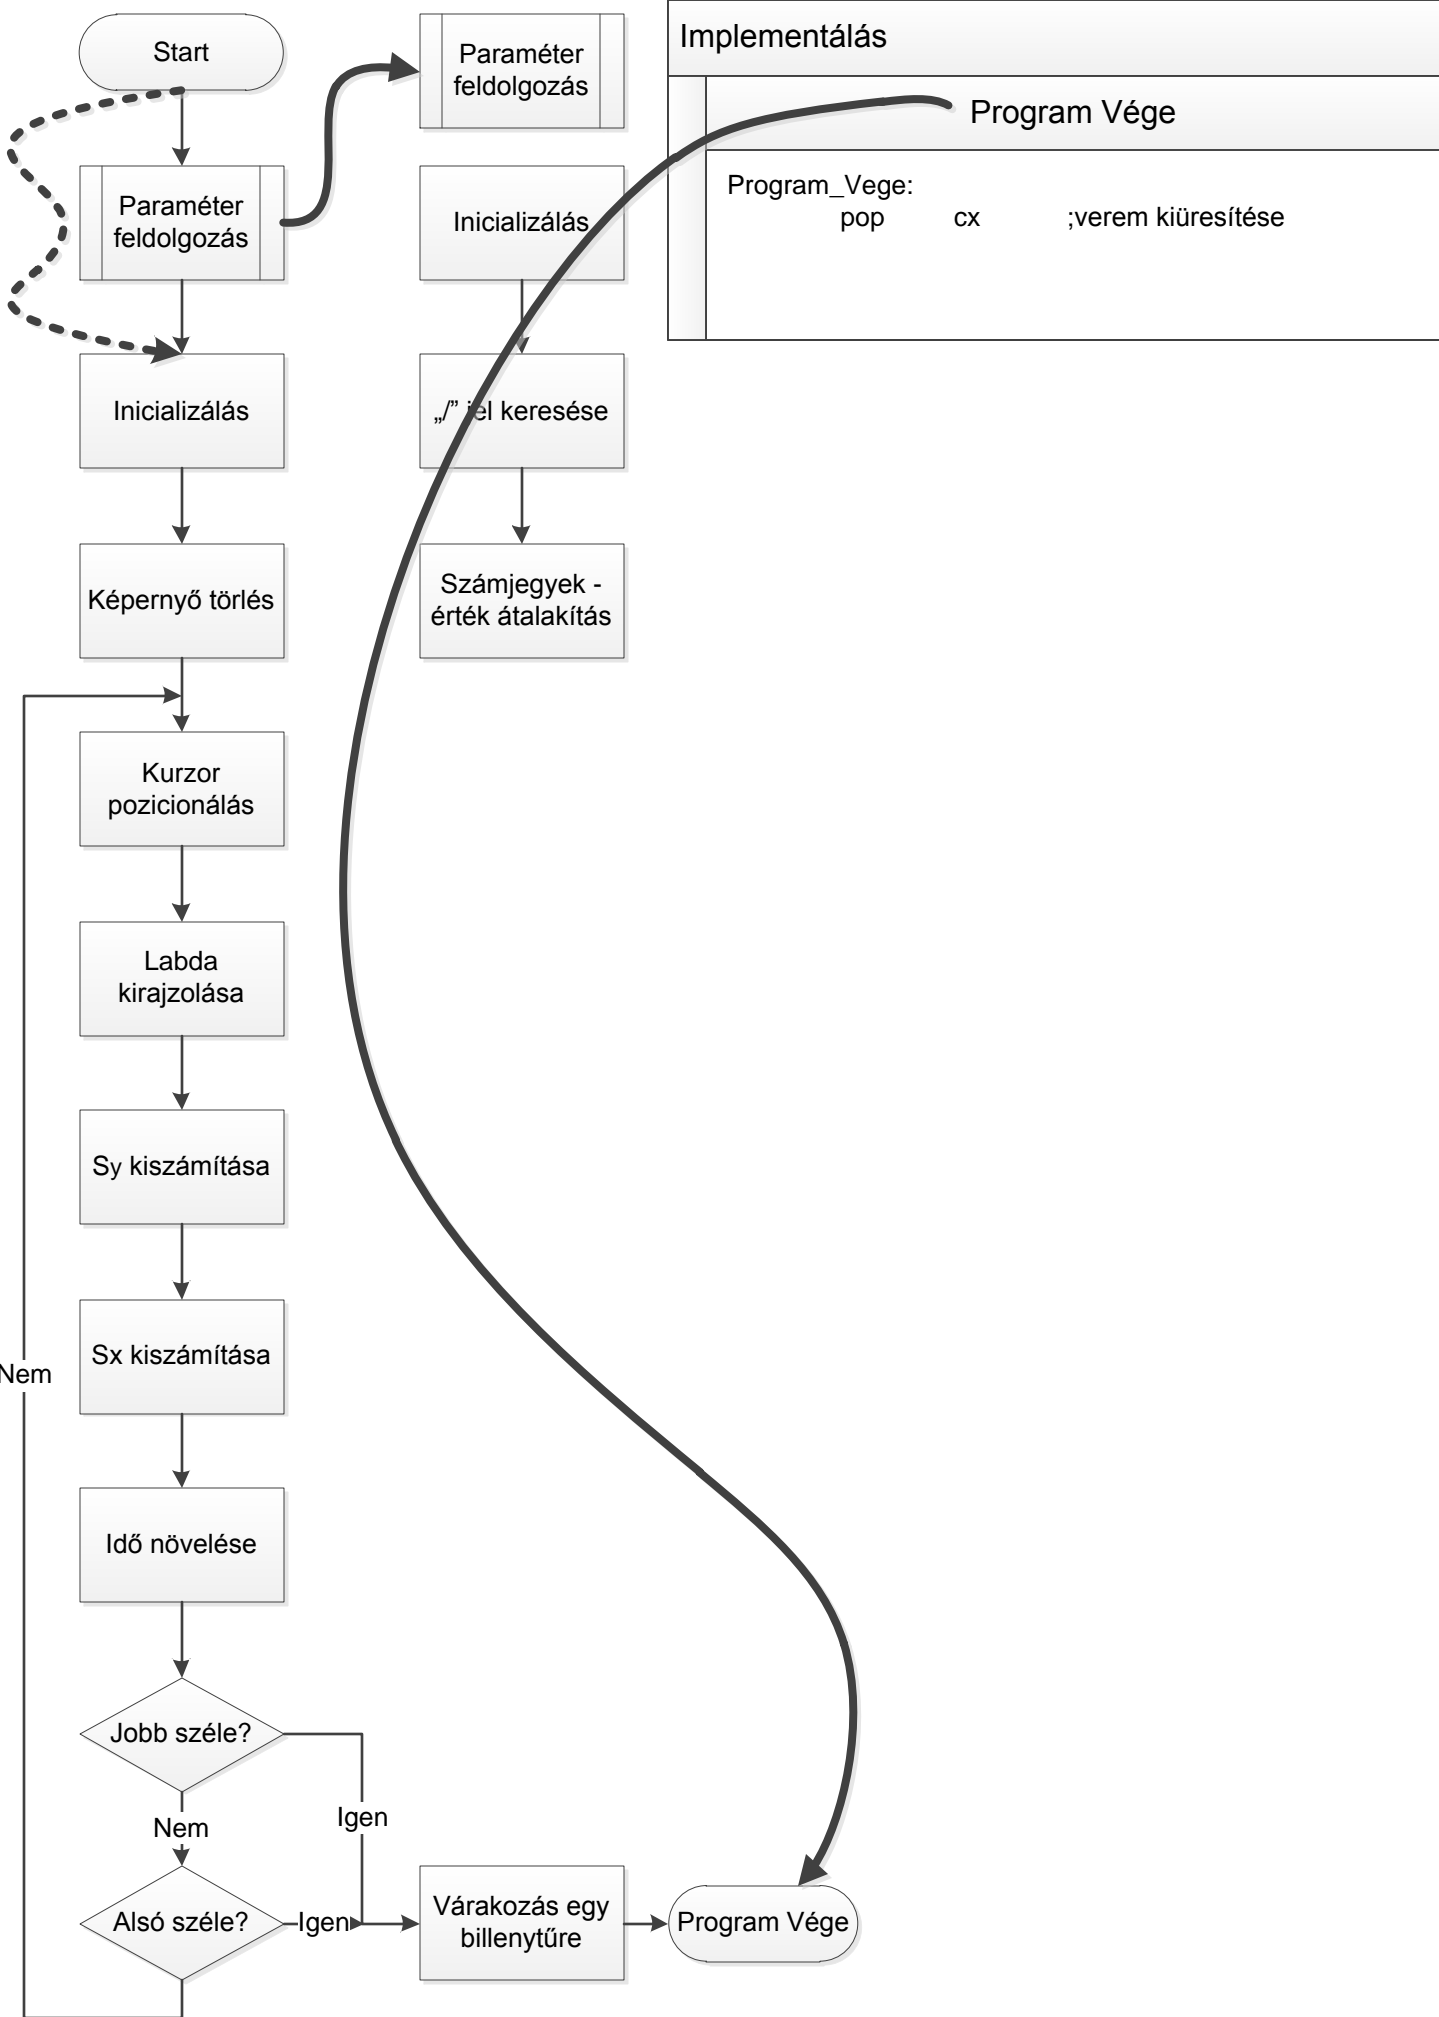 Start
Paraméter
feldolgozás
Inicializálás
Képernyő törlés
Kurzor
pozicionálás
Labda
kirajzolása
Sy kiszámítása
Sx kiszámítása
Idő növelése
Jobb széle?
Nem
Igen
Alsó széle?
Igen
Nem
Várakozás egy
billenytűre
Program Vége
Paraméter
feldolgozás
Inicializálás
„/” jel keresése
Számjegyek -
érték átalakítás
Implementálás
Program Vége
Program_Vege:
pop cx ;verem kiüresítése